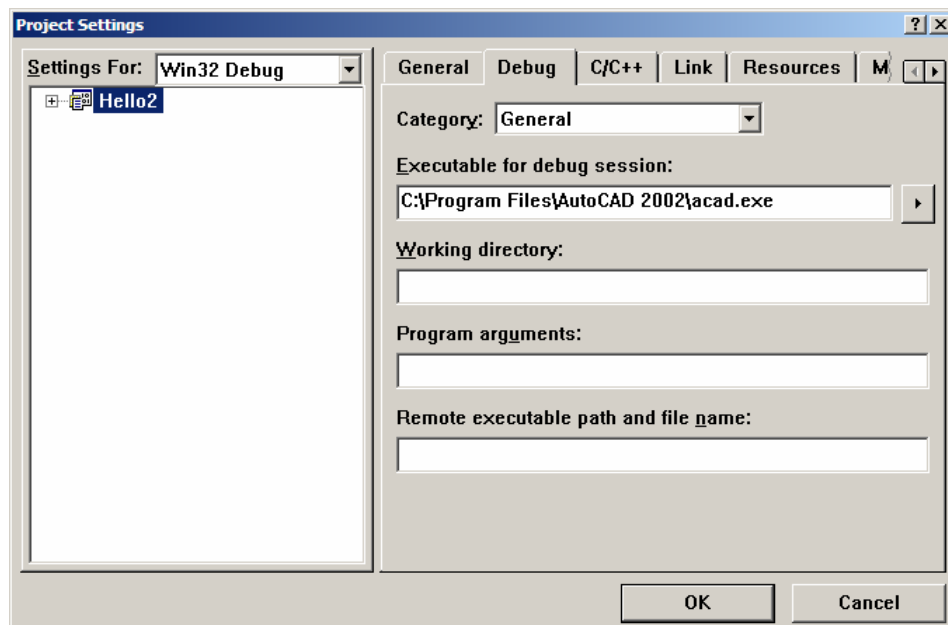 Project Settings
Settings For: Win32 Debug
Hello2
General Debug C/C++ Link Resources M
Category: General
Executable for debug session:
C:\Program Files\AutoCAD 2002\acad.exe
Working directory:
Program arguments:
Remote executable path and file name:
OK Cancel